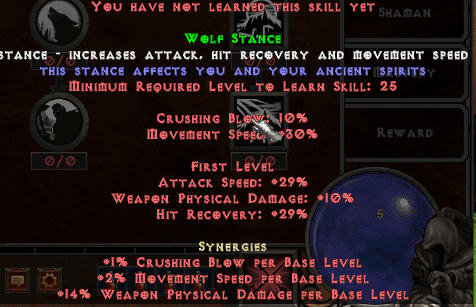 You have not learned this skill yet
Wolf Stance
stance - increases attack, hit recovery and movement speed
this stance affects you and your ancient spirits
Minimum Required Level to Learn Skill: 25
Crushing Blow: 10%
Movement Speed: +30%
First Level
Attack Speed: +29%
Weapon Physical Damage: +10%
Hit Recovery: +29%
Synergies
+1% Crushing Blow per Base Level
+2% Movement Speed per Base Level
+14% Weapon Physical Damage per Base Level
0/0
0/0
Shaman
Reward
5